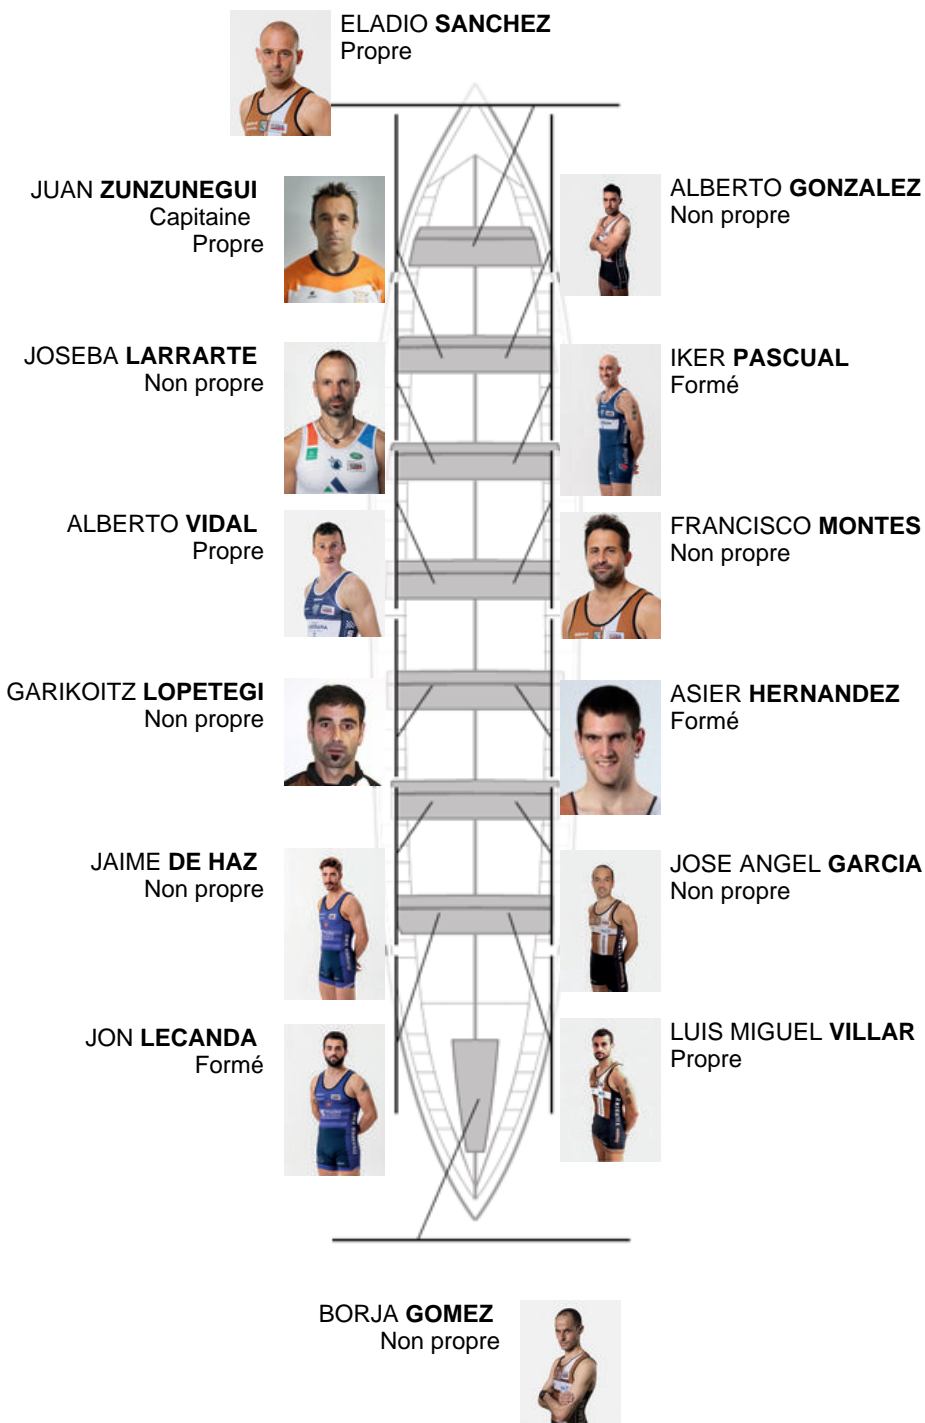 ELADIO SANCHEZ
Propre
JUAN ZUNZUNEGUI
Capitaine
Propre
ALBERTO GONZALEZ
Non propre
JOSEBA LARRARTE
Non propre
IKER PASCUAL
Formé
ALBERTO VIDAL
Propre
FRANCISCO MONTES
Non propre
GARIKOITZ LOPETEGI
Non propre
ASIER HERNANDEZ
Formé
JAIME DE HAZ
Non propre
JOSE ANGEL GARCIA
Non propre
JON LECANDA
Formé
LUIS MIGUEL VILLAR
Propre
BORJA GOMEZ
Non propre